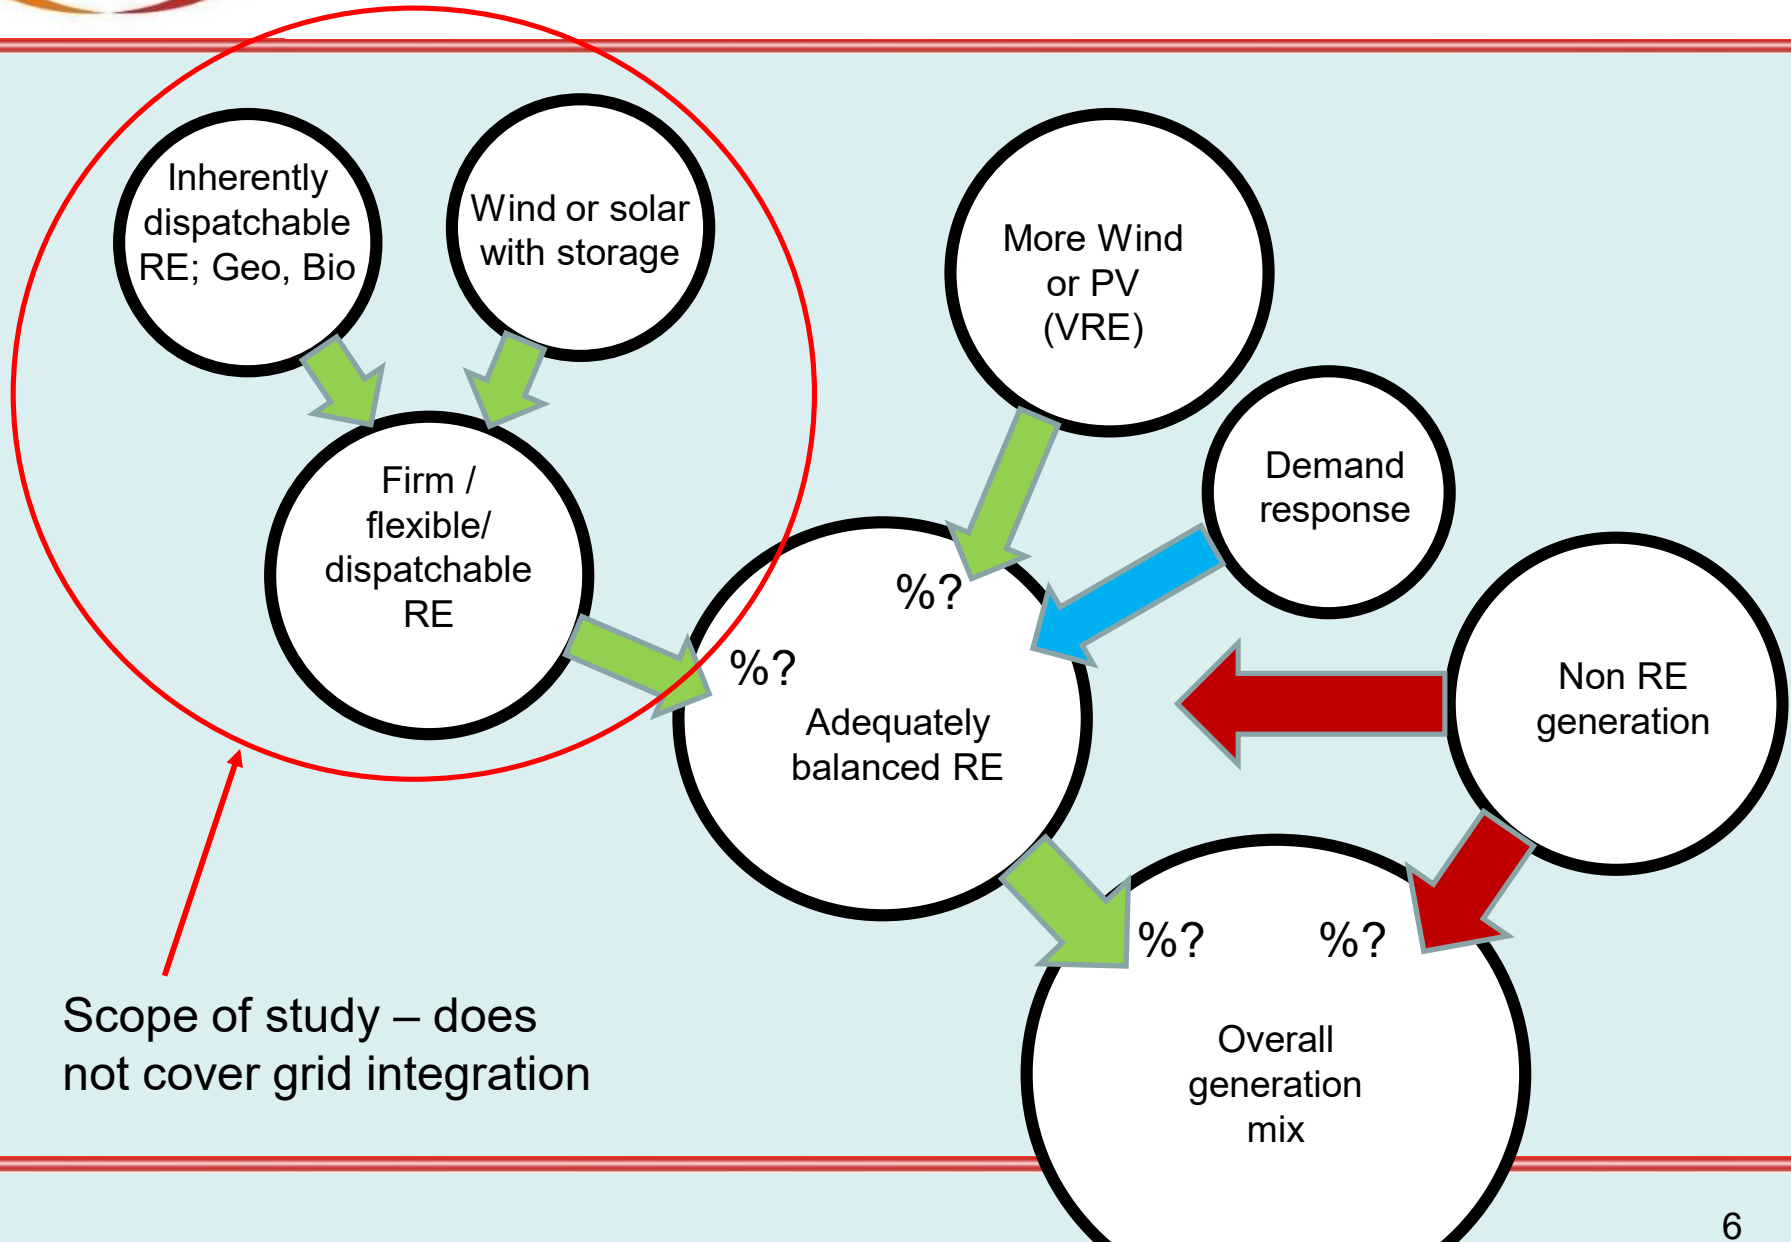 Inherently
dispatchable
RE; Geo, Bio
Wind or solar
with storage
More Wind
or PV
(VRE)
Demand
response
Firm /
flexible/
dispatchable
RE
%?
%?
Adequately
balanced RE
Non RE
generation
%?
%?
Overall
generation
mix
Scope of study – does
not cover grid integration
6